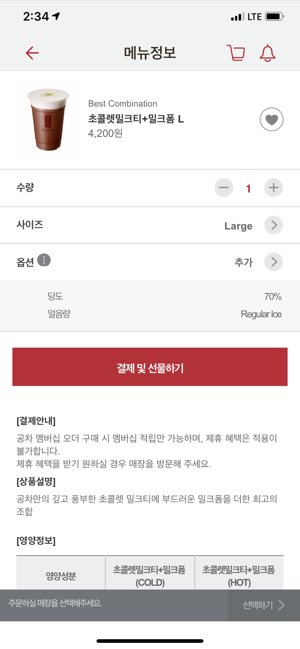 2:34
LTE
메뉴정보
Best Combination
초콜렛밀크티+밀크폼 L
4,200원
수량
1
사이즈
Large
옵션
추가
당도
70%
얼음량
Regular Ice
결제 및 선물하기
[결제안내]
공차 멤버십 오더 구매 시 멤버십 적립만 가능하며, 제휴 혜택은 적용이
불가합니다.
제휴 혜택을 받기 원하실 경우 매장을 방문해 주세요.
[상품설명]
공차만의 깊고 풍부한 초콜렛 밀크티에 부드러운 밀크폼을 더한 최고의
조합
[영양정보]
영양성분
초콜렛밀크티+밀크폼
(COLD)
초콜렛밀크티+밀크폼
(HOT)
주문하실 매장을 선택해주세요.
선택하기